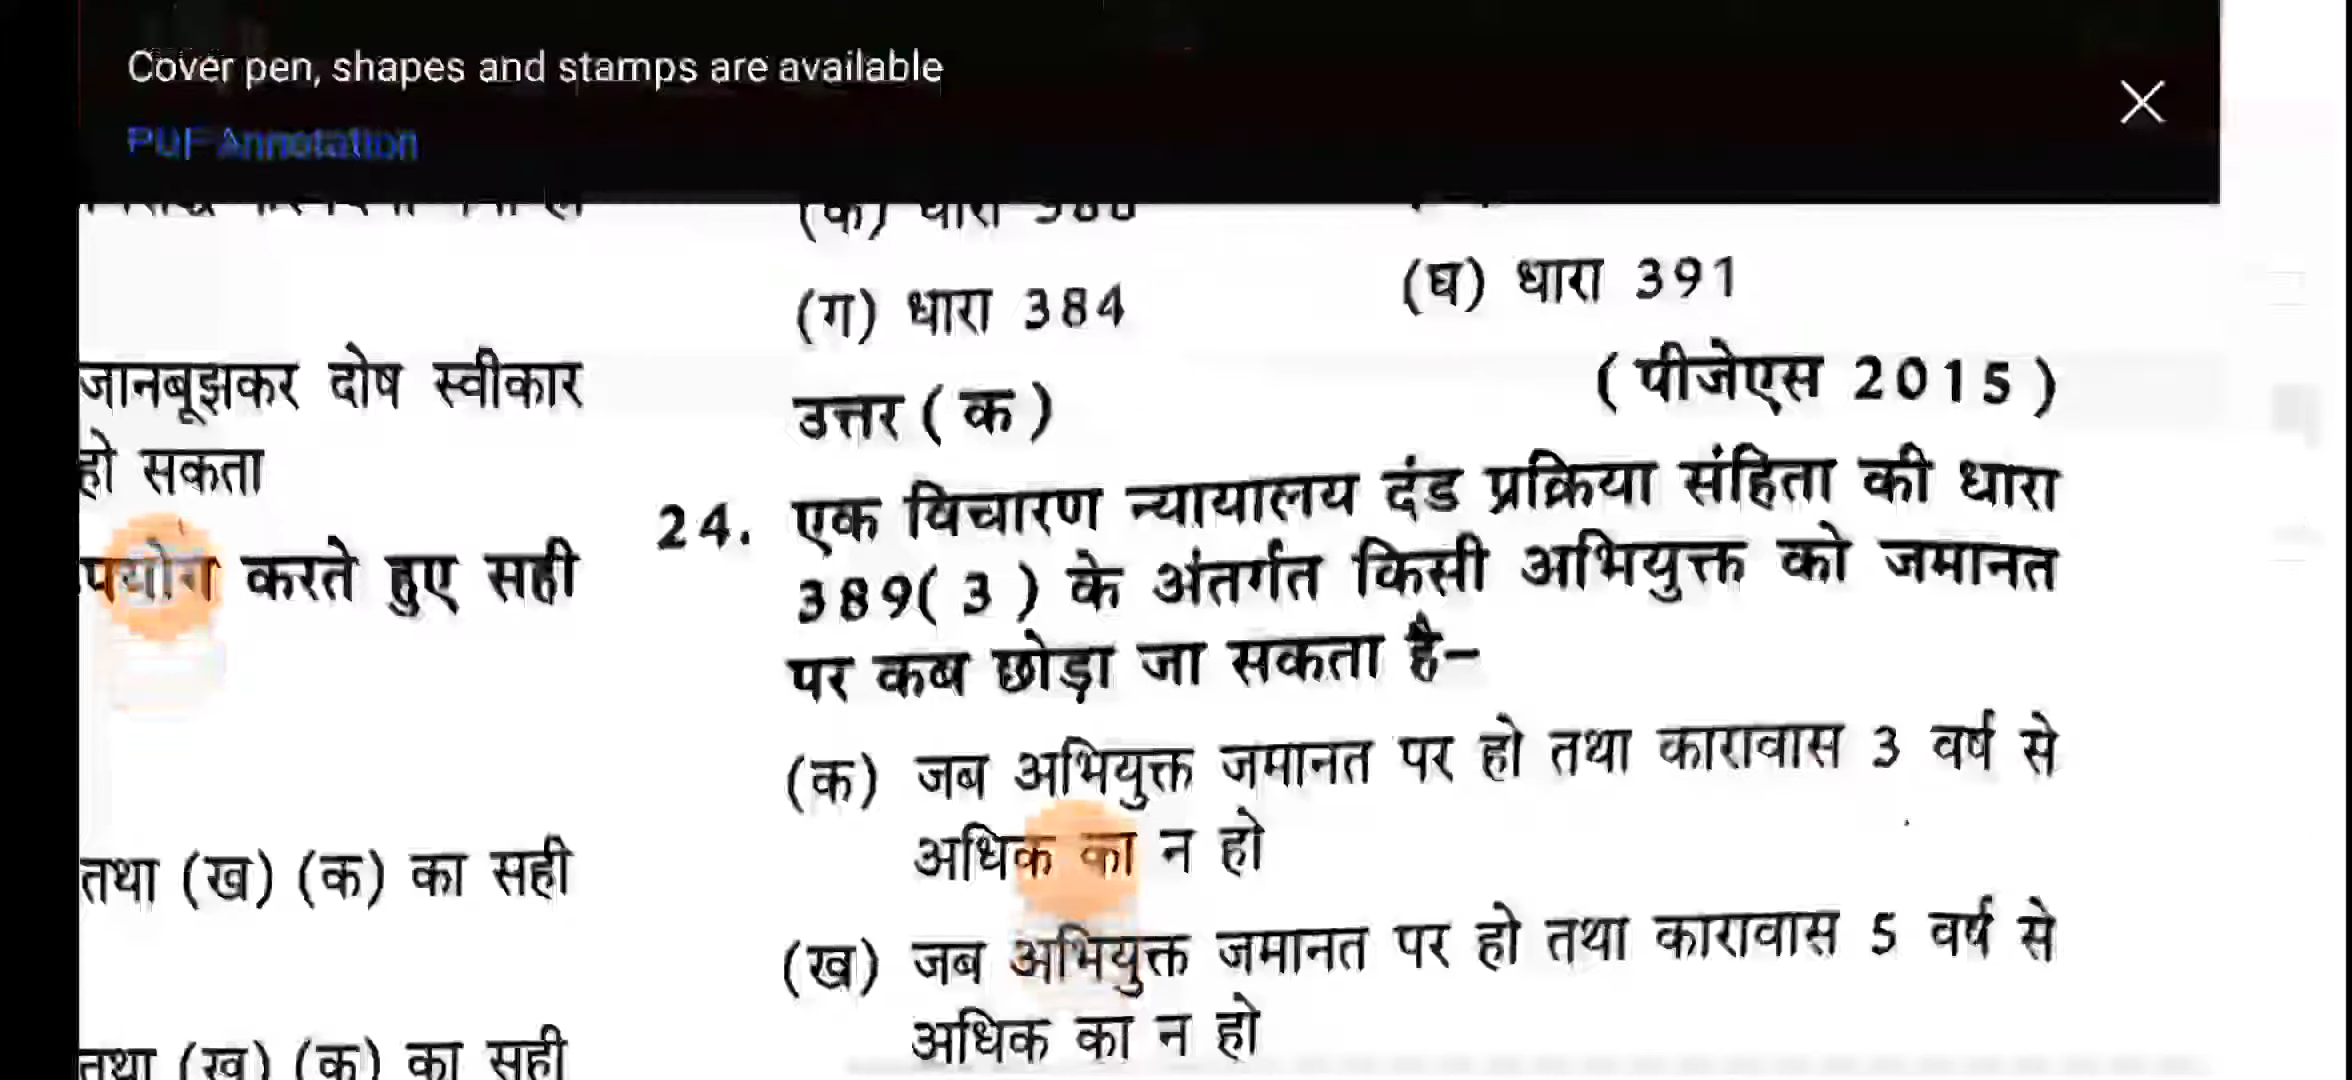 Cover pen, shapes and stamps are available
PDF Annotation
जानबूझकर दोष स्वीकार
हो सकता
करते हुए सही
तथा (ख) (क) का सही
तथा (ख) (क) का सही
(क) धारा
(ग) धारा 384
(घ) धारा 391
उत्तर (क)
(पीजेएस 2015)
24. एक विचारण न्यायालय दंड प्रक्रिया संहिता की धारा
389(3) के अंतर्गत किसी अभियुक्त को जमानत
पर कब छोड़ा जा सकता है–
(क) जब अभियुक्त जमानत पर हो तथा कारावास 3 वर्ष से
अधिक का न हो
(ख) जब अभियुक्त जमानत पर हो तथा कारावास 5 वर्ष से
अधिक का न हो